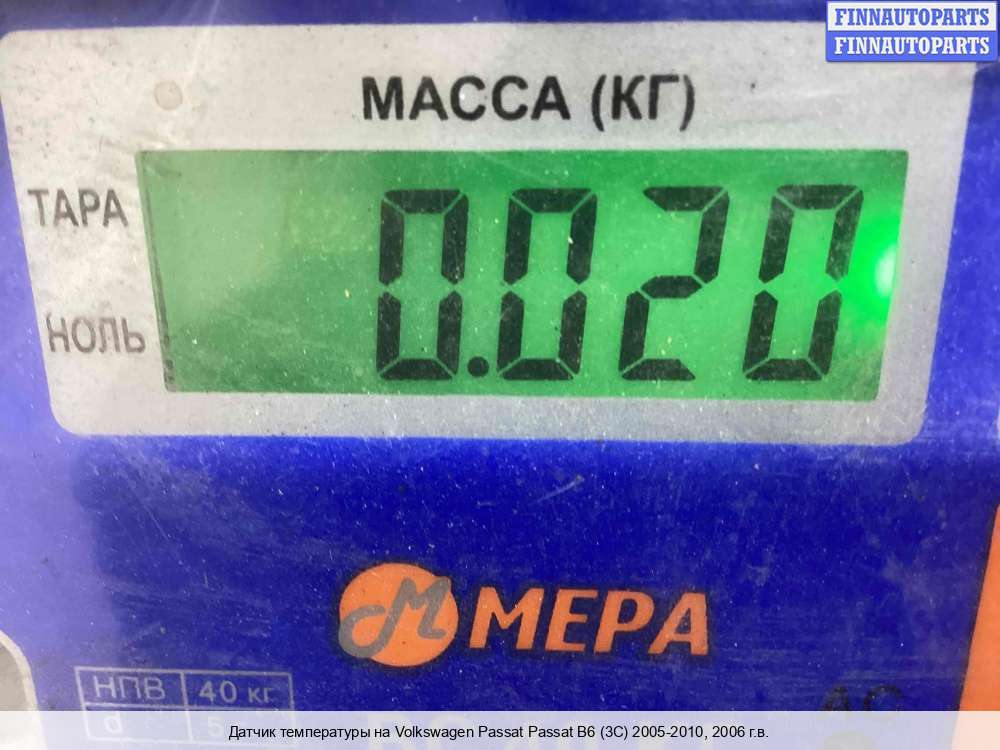 FINNAUTOPARTS
FINNAUTOPARTS
МАССА (КГ)
ТАРА
0.020
НОЛЬ
МЕРА
НПВ 40 кг
d 5
Датчик температуры на Volkswagen Passat Passat B6 (3C) 2005-2010, 2006 г.в.